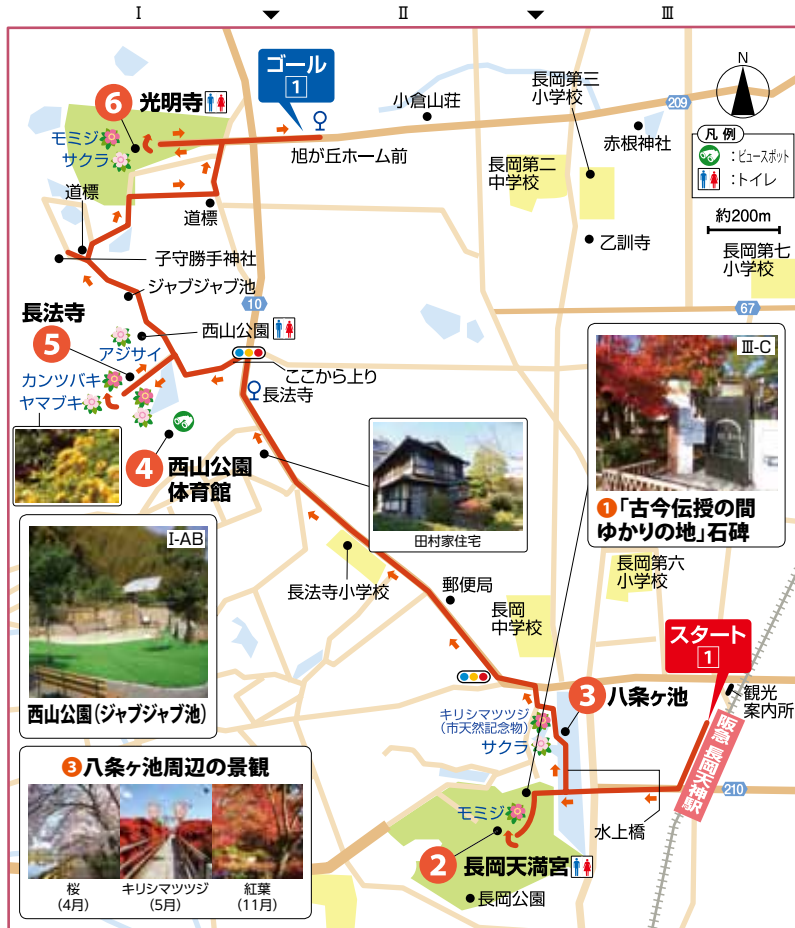 Ⅰ
Ⅱ
Ⅲ
ゴール
1
N
6 光明寺
モミジ
サクラ
小倉山荘
長岡第三
小学校
209
赤根神社
凡 例
:ビュースポット
:トイレ
約200m
旭が丘ホーム前
長岡第二
中学校
道標
道標
乙訓寺
長岡第七
小学校
子守勝手神社
ジャブジャブ池
10
67
長法寺
5
西山公園
アジサイ
カンツバキ
ヤマブキ
ここから上り
長法寺
Ⅲ-C
1「古今伝授の間
ゆかりの地」石碑
4 西山公園
体育館
田村家住宅
Ⅰ-AB
西山公園(ジャブジャブ池)
長法寺小学校
郵便局
長岡
中学校
長岡第六
小学校
スタート
1
観光
案内所
3 八条ヶ池
キリシマツツジ
(市天然記念物)
サクラ
阪急 長岡天神駅
210
モミジ
水上橋
2 長岡天満宮
長岡公園
3八条ヶ池周辺の景観
桜
(4月)
キリシマツツジ
(5月)
紅葉
(11月)